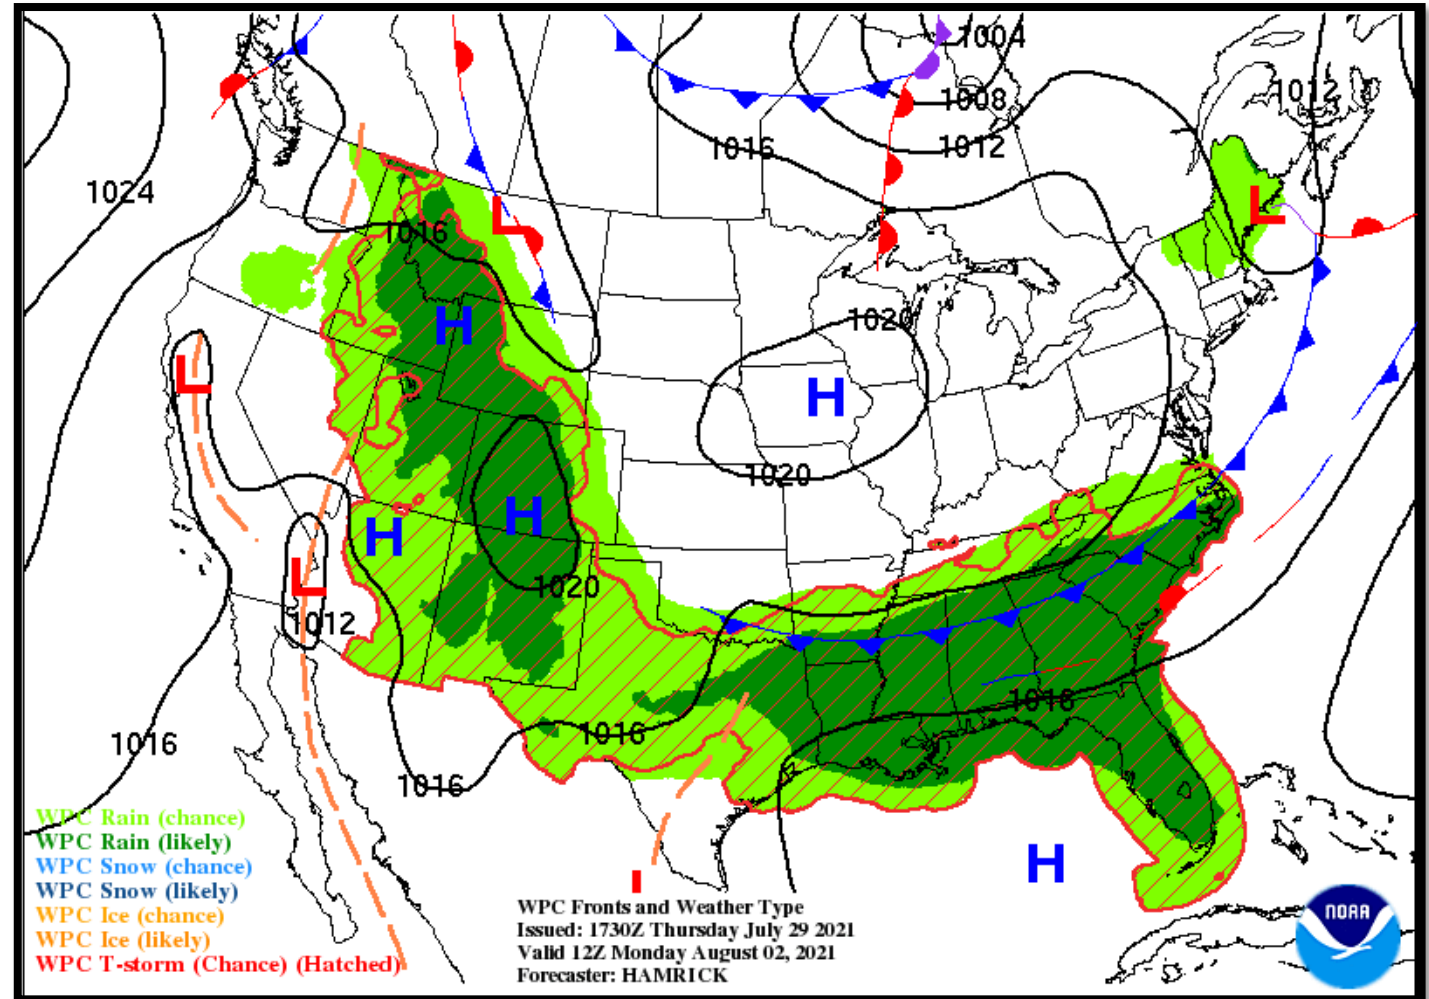 1004
1012
1008
1016
1012
1024
1016
1020
1020
1020
1012
1016
1016
1016
1016
L
L
H
L
H
H
H
L
H
WPC Rain (chance)
WPC Rain (likely)
WPC Snow (chance)
WPC Snow (likely)
WPC Ice (chance)
WPC Ice (likely)
WPC T-storm (Chance) (Hatched)
WPC Fronts and Weather Type
Issued: 1730Z Thursday July 29 2021
Valid 12Z Monday August 02, 2021
Forecaster: HAMRICK
NOAA